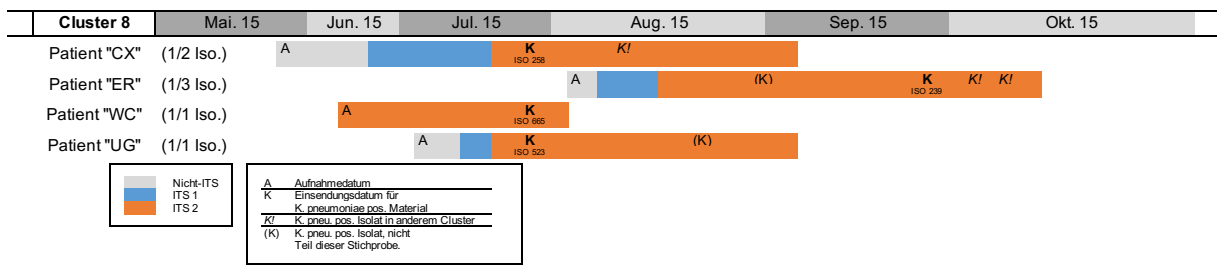 Cluster 8 Mai. 15 Jun. 15 Jul. 15 Aug. 15 Sep. 15 Okt. 15
Patient "CX" (1/2 Iso.) A K K!
ISO 258
Patient "ER" (1/3 Iso.) A (K) K K! K!
ISO 239
Patient "WC" (1/1 Iso.) A K
ISO 665
Patient "UG" (1/1 Iso.) A K (K)
ISO 523
Nicht-ITS
ITS 1
ITS 2
A Aufnahmedatum
K Einsendungsdatum für
K. pneumoniae pos. Material
K! K. pneu. pos. Isolat in anderem Cluster
(K) K. pneu. pos. Isolat, nicht
Teil dieser Stichprobe.